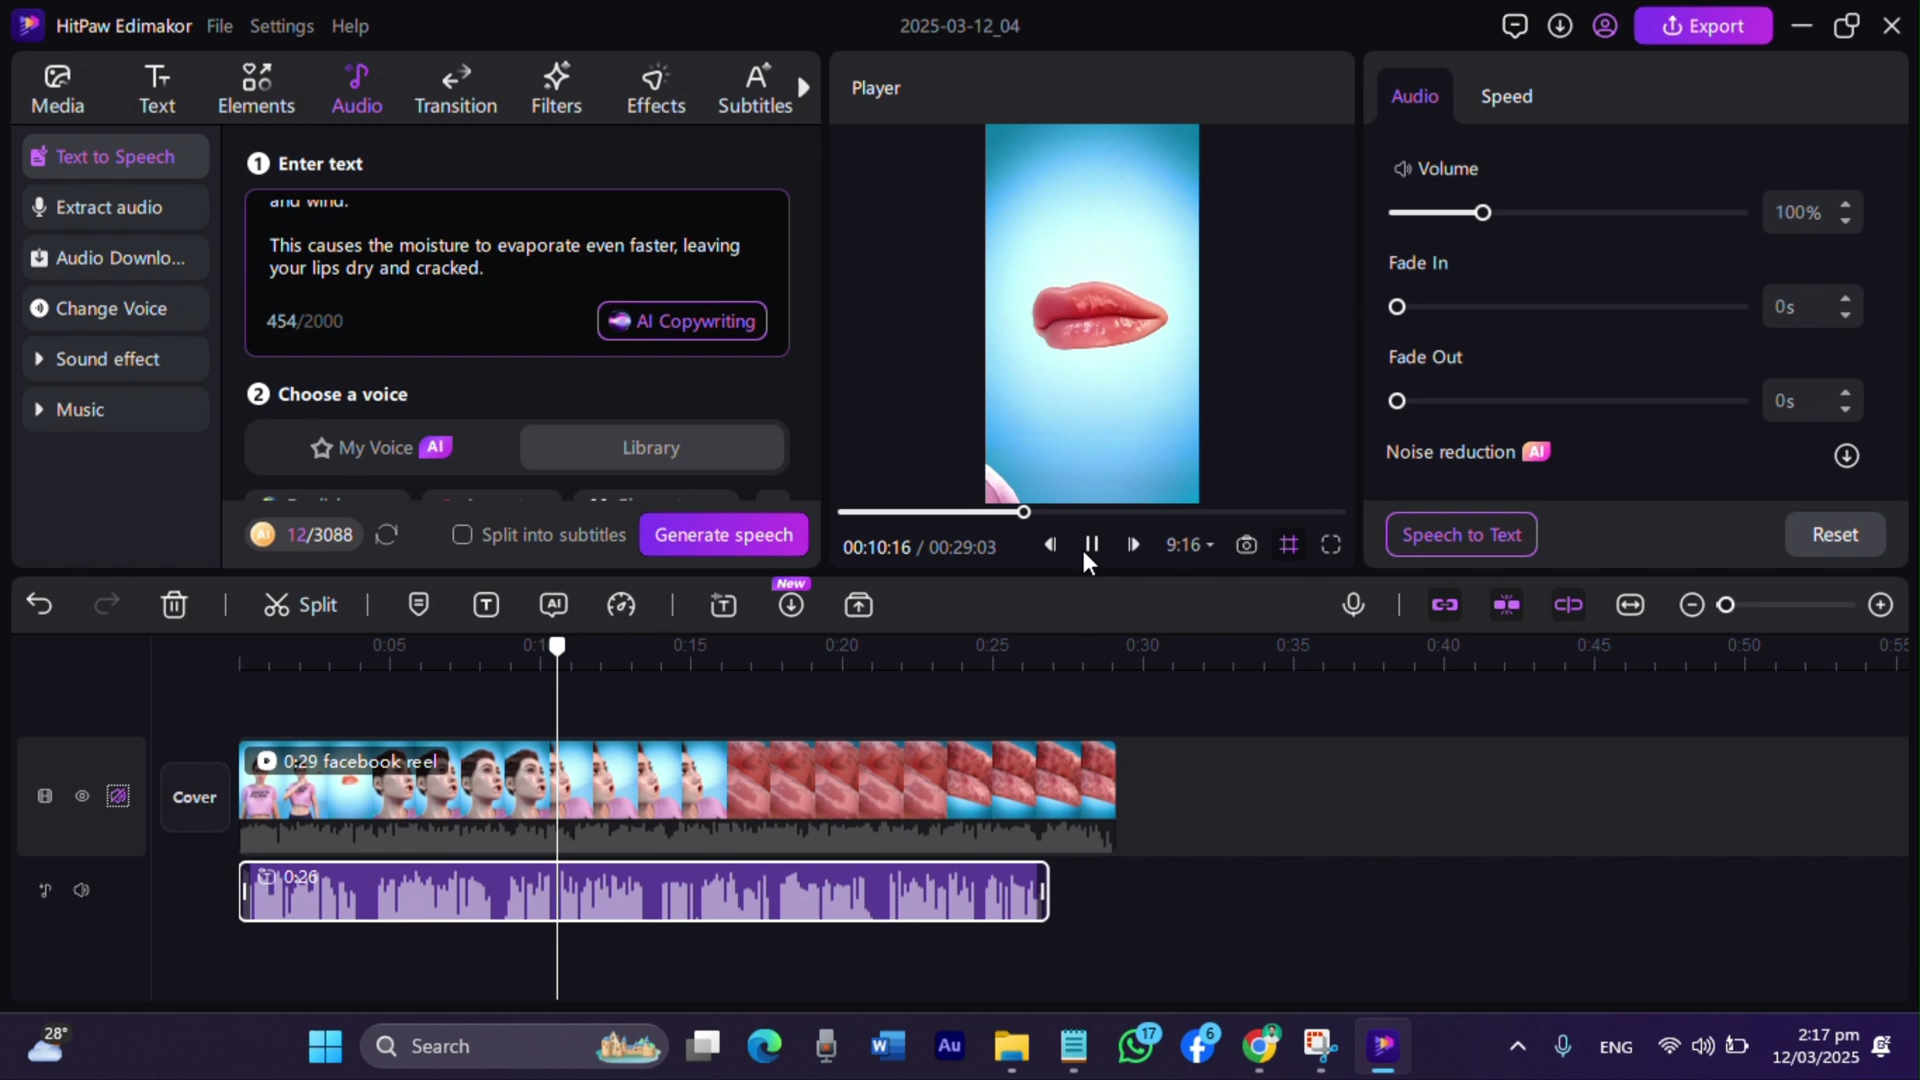 HitPaw Edimakor File Settings Help
2025-03-12_04
Export
Media Text Elements Audio Transition Filters Effects Subtitles
Text to Speech
Extract audio
Audio Downlo...
Change Voice
Sound effect
Music
1 Enter text
and wind.
This causes the moisture to evaporate even faster, leaving
your lips dry and cracked.
454/2000
AI Copywriting
2 Choose a voice
My Voice AI
Library
AI 12/3088
Split into subtitles
Generate speech
Player
00:10:16 / 00:29:03
9:16
Audio Speed
Volume
100%
Fade In
0s
Fade Out
0s
Noise reduction AI
Speech to Text
Reset
Split
T
AI
New
T
0:05 0:1 0:15 0:20 0:25 0:30 0:35 0:40 0:45 0:50 0:55
Cover
0:29 facebook reel
0:26
28°
Search
W
Au
17
6
ENG
2:17 pm
12/03/2025